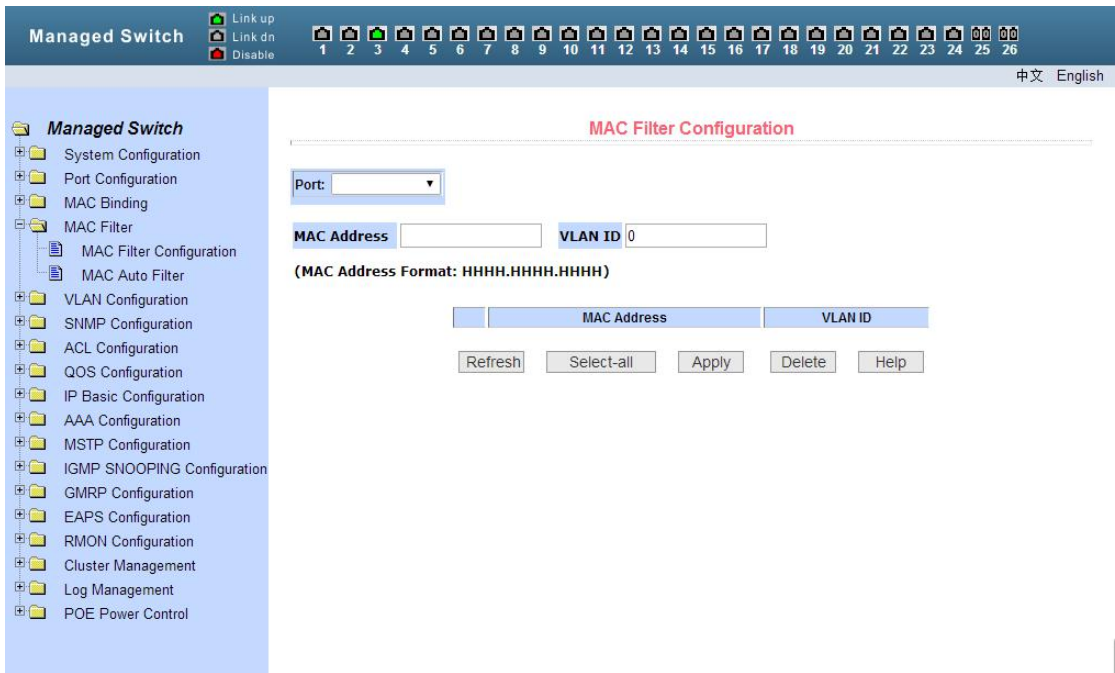 Managed Switch
Link up
Link dn
Disable
1 2 3 4 5 6 7 8 9 10 11 12 13 14 15 16 17 18 19 20 21 22 23 24 25 26
中文 English
Managed Switch
System Configuration
Port Configuration
MAC Binding
MAC Filter
MAC Filter Configuration
MAC Auto Filter
VLAN Configuration
SNMP Configuration
ACL Configuration
QOS Configuration
IP Basic Configuration
AAA Configuration
MSTP Configuration
IGMP SNOOPING Configuration
GMRP Configuration
EAPS Configuration
RMON Configuration
Cluster Management
Log Management
POE Power Control
MAC Filter Configuration
Port:
MAC Address VLAN ID 0
(MAC Address Format: HHHH.HHHH.HHHH)
MAC Address VLAN ID
Refresh Select-all Apply Delete Help